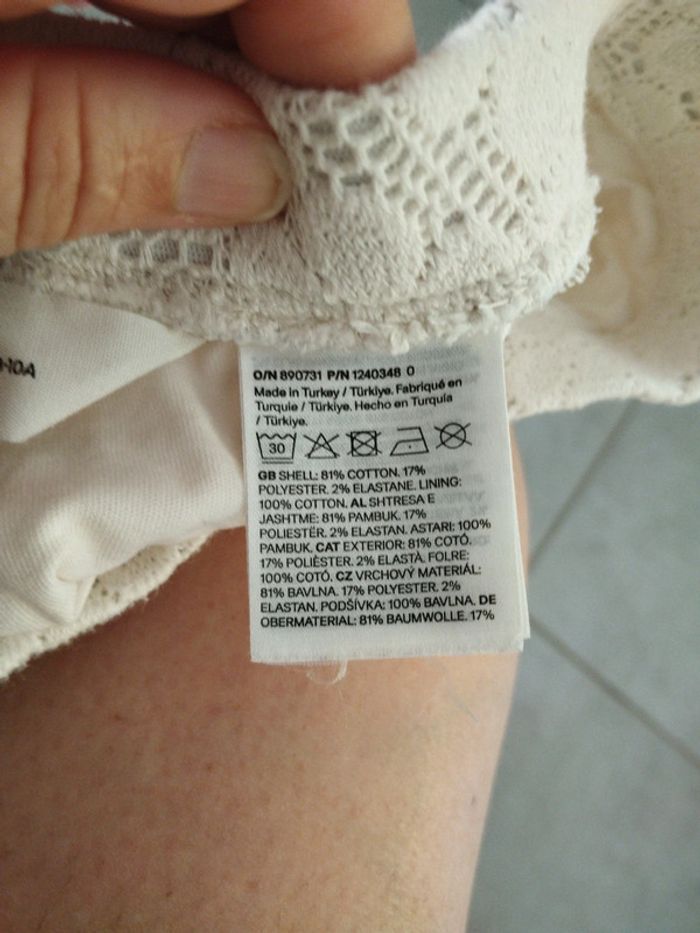 9-10A
O/N 890731 P/N 1240348 0
Made in Turkey / Türkiye. Fabriqué en
Turquie / Türkiye. Hecho en Turquía
/ Türkiye.
30
GB SHELL: 81% COTTON. 17%
POLYESTER. 2% ELASTANE. LINING:
100% COTTON. AL SHTRESA E
JASHTME: 81% PAMBUK. 17%
POLIESTËR. 2% ELASTAN. ASTARI: 100%
PAMBUK. CAT EXTERIOR: 81% COTÓ.
17% POLIÈSTER. 2% ELASTÀ. FOLRE:
100% COTÓ. CZ VRCHOVÝ MATERIÁL:
81% BAVLNA. 17% POLYESTER. 2%
ELASTAN. PODŠÍVKA: 100% BAVLNA. DE
OBERMATERIAL: 81% BAUMWOLLE. 17%